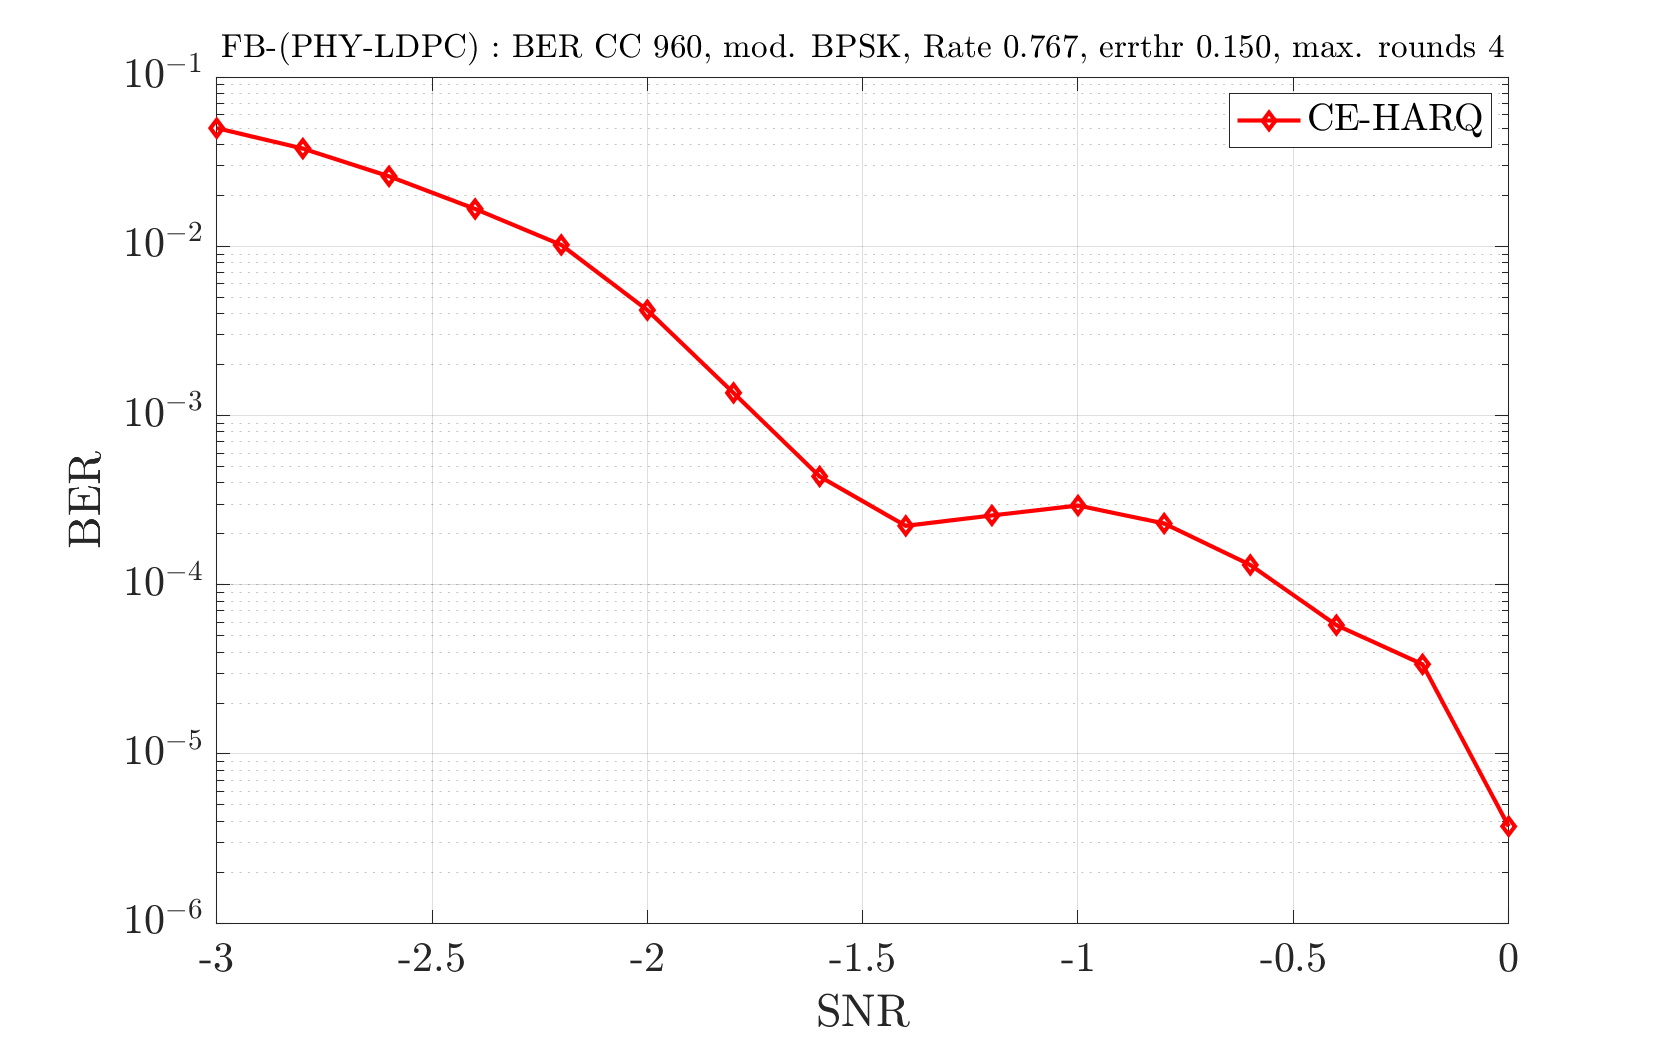 FB-(PHY-LDPC) : BER CC 960, mod. BPSK, Rate 0.767, errthr 0.150, max. rounds 4
CE-HARQ
10⁻¹
10⁻²
10⁻³
10⁻⁴
10⁻⁵
10⁻⁶
BER
-3 -2.5 -2 -1.5 -1 -0.5 0
SNR